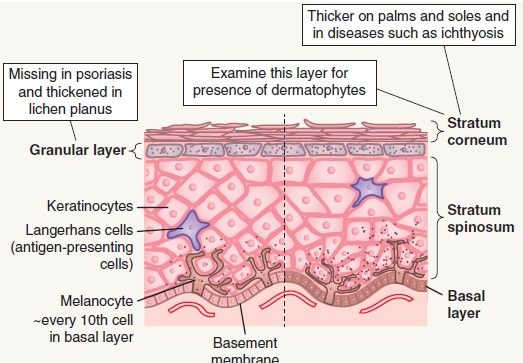 Thicker on palms and soles and
in diseases such as ichthyosis
Missing in psoriasis
and thickened in
lichen planus
Examine this layer for
presence of dermatophytes
Stratum
corneum
Granular layer
Keratinocytes
Langerhans cells
(antigen-presenting
cells)
Stratum
spinosum
Melanocyte
~every 10th cell
in basal layer
Basal
layer
Basement
membrane